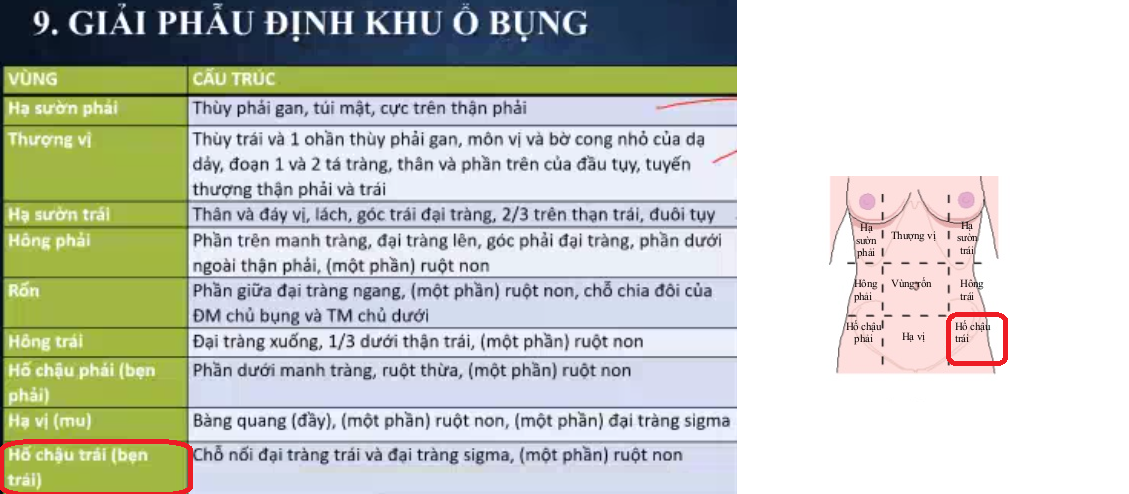 9. GIẢI PHẪU ĐỊNH KHU Ổ BỤNG
VÙNG CẤU TRÚC
Hạ sườn phải Thùy phải gan, túi mật, cực trên thận phải
Thượng vị Thùy trái và 1 ohần thùy phải gan, môn vị và bờ cong nhỏ của dạ
dảy, đoạn 1 và 2 tá tràng, thân và phần trên của đầu tụy, tuyến
thượng thận phải và trái
Hạ sườn trái Thân và đáy vị, lách, góc trái đại tràng, 2/3 trên thạn trái, đuôi tụy
Hông phải Phần trên manh tràng, đại tràng lên, góc phải đại tràng, phần dưới
ngoài thận phải, (một phần) ruột non
Rốn Phần giữa đại tràng ngang, (một phần) ruột non, chỗ chia đôi của
ĐM chủ bụng và TM chủ dưới
Hông trái Đại tràng xuống, 1/3 dưới thận trái, (một phần) ruột non
Hố chậu phải (bẹn
phải) Phần dưới manh tràng, ruột thừa, (một phần) ruột non
Hạ vị (mu) Bàng quang (đầy), (một phần) ruột non, (một phần) đại tràng sigma
Hố chậu trái (bẹn
trái) Chỗ nối đại tràng trái và đại tràng sigma, (một phần) ruột non
Hạ
sườn
phải
Thượng vị
Hạ
sườn
trái
Hông
phải
Vùng rốn
Hông
trái
Hố chậu
phải
Hạ vị
Hố chậu
trái